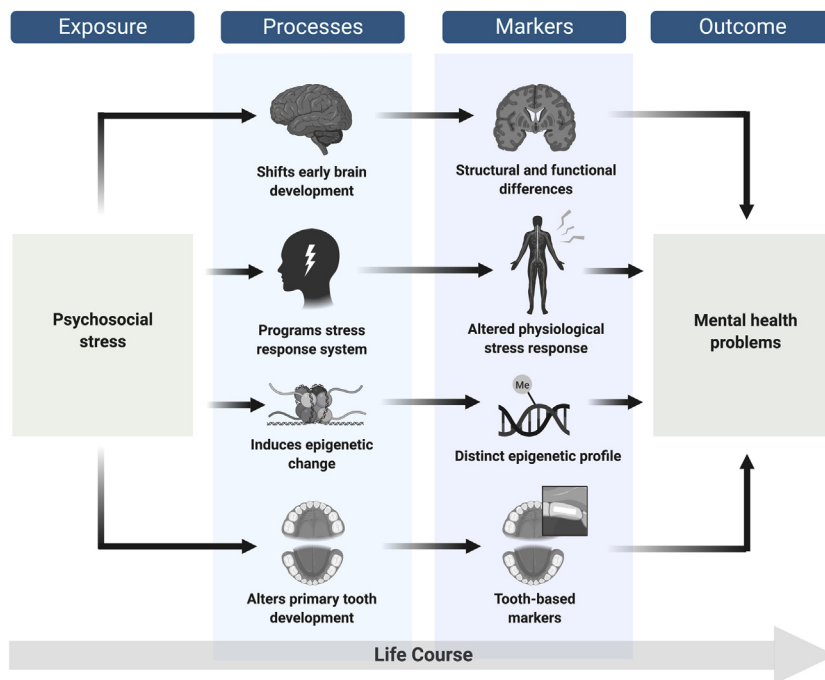 Exposure
Processes
Markers
Outcome
Shifts early brain
development
Structural and functional
differences
Psychosocial
stress
Programs stress
response system
Altered physiological
stress response
Mental health
problems
Induces epigenetic
change
Me
Distinct epigenetic profile
Alters primary tooth
development
Tooth-based
markers
Life Course